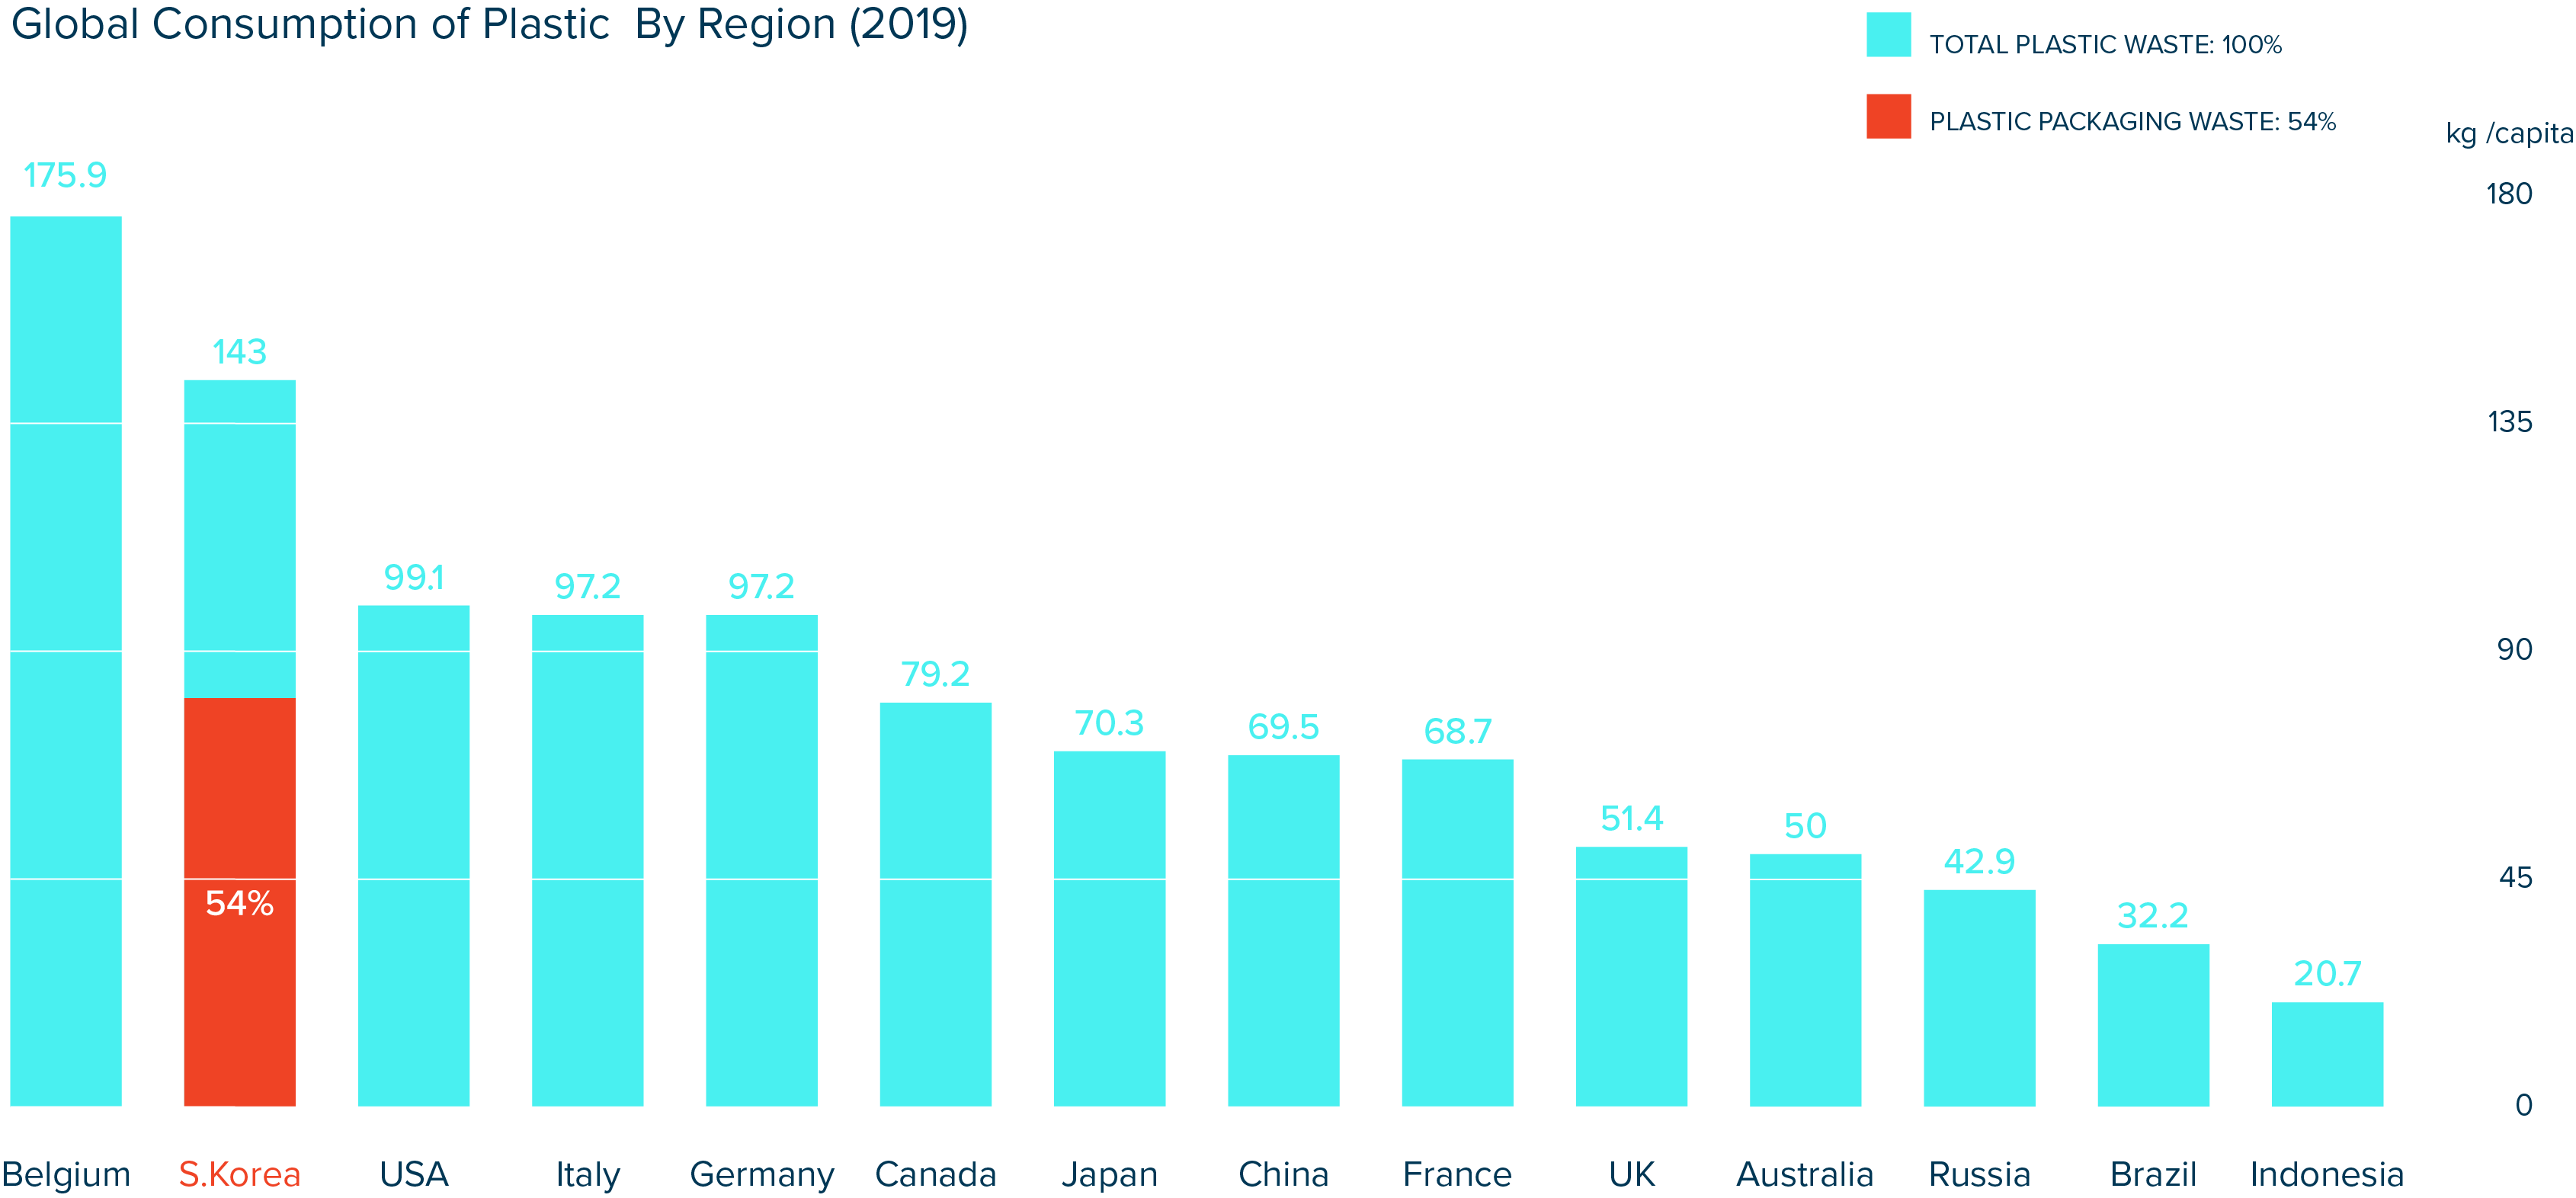 Global Consumption of Plastic  By Region (2019)
TOTAL PLASTIC WASTE: 100%
PLASTIC PACKAGING WASTE: 54%
kg /capita
180
135
90
45
0
175.9
143
99.1
97.2
97.2
79.2
70.3
69.5
68.7
51.4
50
42.9
32.2
20.7
54%
Belgium
S.Korea
USA
Italy
Germany
Canada
Japan
China
France
UK
Australia
Russia
Brazil
Indonesia